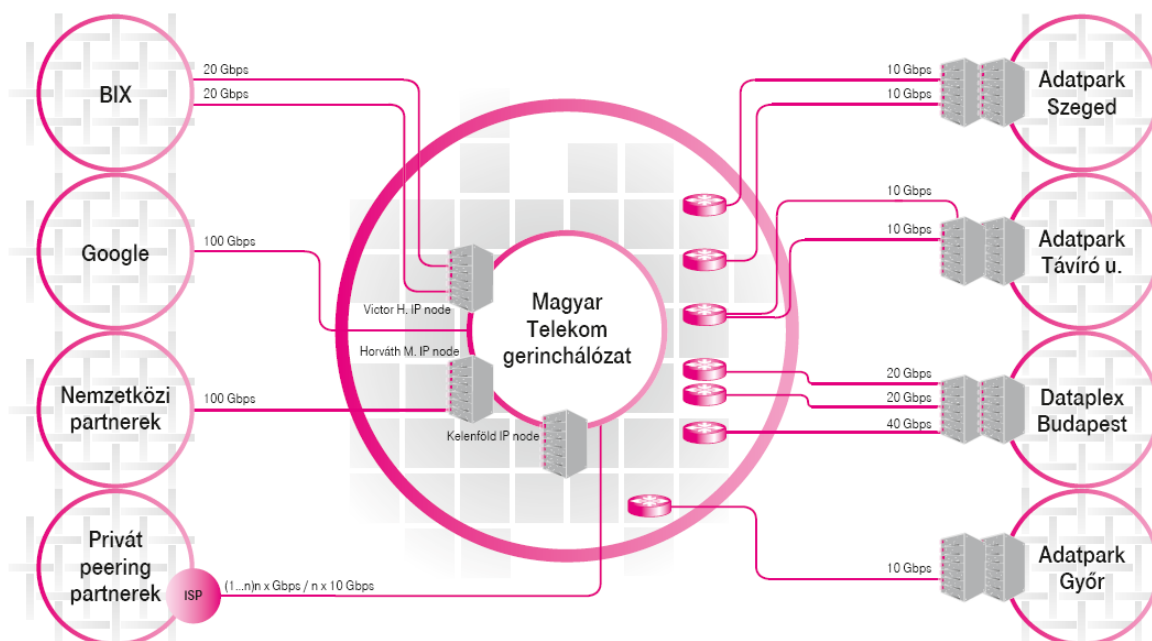 BIX
20 Gbps
20 Gbps
Google
100 Gbps
Nemzetközi
partnerek
100 Gbps
Privát
peering
partnerek
ISP
(1...n)n x Gbps / n x 10 Gbps
Victor H. IP node
Horváth M. IP node
Kelenföld IP node
Magyar
Telekom
gerinchálózat
10 Gbps
10 Gbps
Adatpark
Szeged
10 Gbps
10 Gbps
Adatpark
Távíró u.
20 Gbps
20 Gbps
40 Gbps
Dataplex
Budapest
10 Gbps
Adatpark
Győr